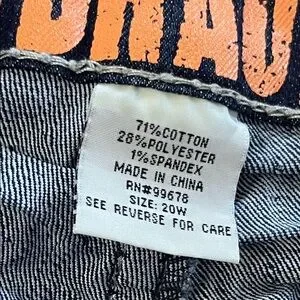 71%COTTON
28%POLYESTER
1%SPANDEX
MADE IN CHINA
RN#99678
SIZE: 20W
SEE REVERSE FOR CARE